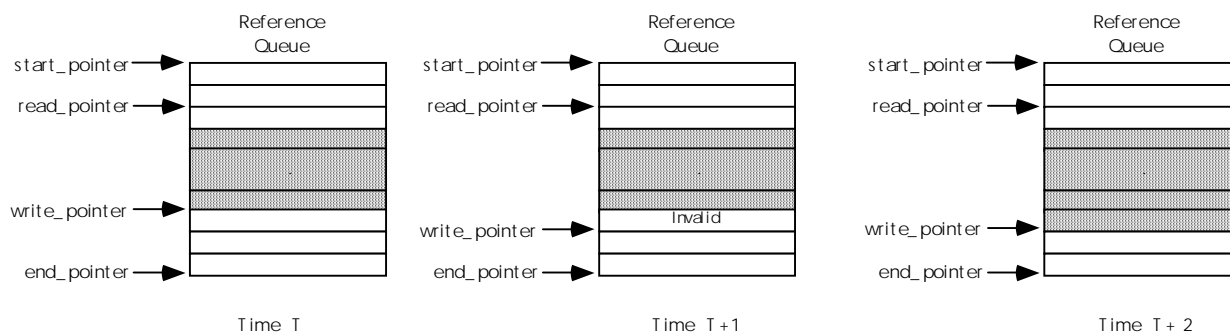 Reference
Queue
start_pointer
read_pointer
write_pointer
end_pointer
Time T
Reference
Queue
start_pointer
read_pointer
Invalid
write_pointer
end_pointer
Time T+1
Reference
Queue
start_pointer
read_pointer
write_pointer
end_pointer
Time T+2